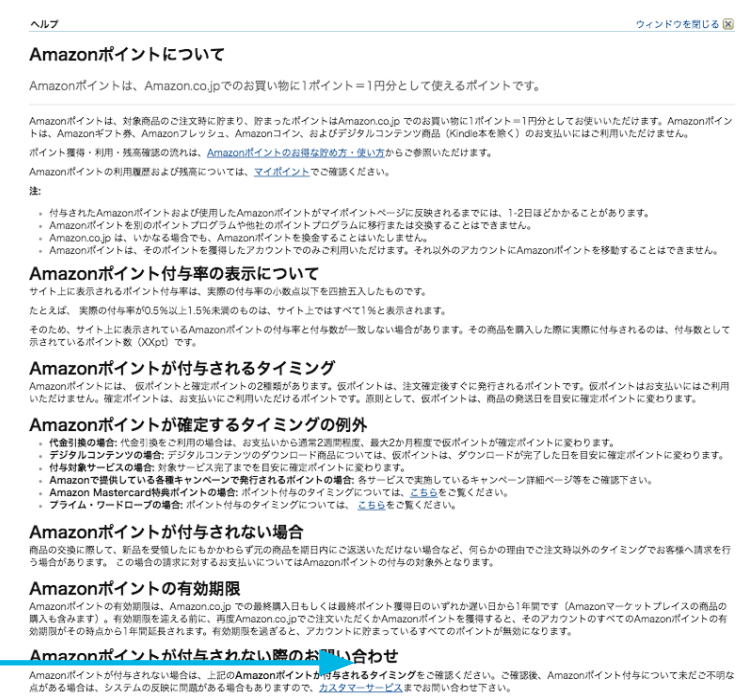 ヘルプ
ウィンドウを閉じる
Amazonポイントについて
Amazonポイントは、Amazon.co.jpでのお買い物に1ポイント＝1円分として使えるポイントです。
Amazonポイントは、対象商品のご注文時に貯まり、貯まったポイントはAmazon.co.jp でのお買い物に1ポイント＝1円分としてお使いいただけます。Amazonポイン
トは、Amazonギフト券、Amazonフレッシュ、Amazonコイン、およびデジタルコンテンツ商品（Kindle本を除く）のお支払いにはご利用いただけません。
ポイント獲得・利用・残高確認の流れは、Amazonポイントのお得な貯め方・使い方からご参照いただけます。
Amazonポイントの利用履歴および残高については、マイポイントでご確認ください。
注:
付与されたAmazonポイントおよび使用したAmazonポイントがマイポイントページに反映されるまでには、1-2日ほどかかることがあります。
Amazonポイントを別のポイントプログラムや他社のポイントプログラムに移行または交換することはできません。
Amazon.co.jp は、いかなる場合でも、Amazonポイントを換金することはいたしません。
Amazonポイントは、そのポイントを獲得したアカウントでのみご利用いただけます。それ以外のアカウントにAmazonポイントを移動することはできません。
Amazonポイント付与率の表示について
サイト上に表示されるポイント付与率は、実際の付与率の小数点以下を四捨五入したものです。
たとえば、 実際の付与率が0.5%以上1.5%未満のものは、サイト上ではすべて1%と表示されます。
そのため、サイト上に表示されているAmazonポイントの付与率と付与数が一致しない場合があります。その商品を購入した際に実際に付与されるのは、付与数として
示されているポイント数（XXpt）です。
Amazonポイントが付与されるタイミング
Amazonポイントには、 仮ポイントと確定ポイントの2種類があります。仮ポイントは、注文確定後すぐに発行されるポイントです。仮ポイントはお支払いにはご利用
いただけません。確定ポイントは、お支払いにご利用いただけるポイントです。原則として、仮ポイントは、商品の発送日を目安に確定ポイントに変わります。
Amazonポイントが確定するタイミングの例外
代金引換の場合: 代金引換をご利用の場合は、お支払いから通常2週間程度、最大2か月程度で仮ポイントが確定ポイントに変わります。
デジタルコンテンツの場合: デジタルコンテンツのダウンロード商品については、仮ポイントは、ダウンロードが完了した日を目安に確定ポイントに変わります。
付与対象サービスの場合: 対象サービス完了までを目安に確定ポイントに変わります。
Amazonで提供している各種キャンペーンで発行されるポイントの場合: 各サービスで実施しているキャンペーン詳細ページ等をご確認下さい。
Amazon Mastercard特典ポイントの場合: ポイント付与のタイミングについては、こちらをご覧ください。
プライム・ワードローブの場合: ポイント付与のタイミングについては、 こちらをご覧ください。
Amazonポイントが付与されない場合
商品の交換に際して、新品を受領したにもかかわらず元の商品を期日内にご返送いただけない場合など、何らかの理由でご注文時以外のタイミングでお客様へ請求を行
う場合があります。 この場合の請求に対するお支払いについてはAmazonポイントの付与の対象外となります。
Amazonポイントの有効期限
Amazonポイントの有効期限は、Amazon.co.jp での最終購入日もしくは最終ポイント獲得日のいずれか遅い日から1年間です（Amazonマーケットプレイスの商品の
購入も含みます）。有効期限を迎える前に、再度Amazon.co.jpでご注文いただくかAmazonポイントを獲得すると、そのアカウントのすべてのAmazonポイントの有
効期限がその時点から1年間延長されます。有効期限を過ぎると、アカウントに貯まっているすべてのポイントが無効になります。
Amazonポイントが付与されない際のお問い合わせ
Amazonポイントが付与されない場合は、上記のAmazonポイントが付与されるタイミングをご確認ください。ご確認後、Amazonポイント付与について未だご不明な
点がある場合は、システムの反映に問題がある場合もありますので、カスタマーサービスまでお問い合わせ下さい。